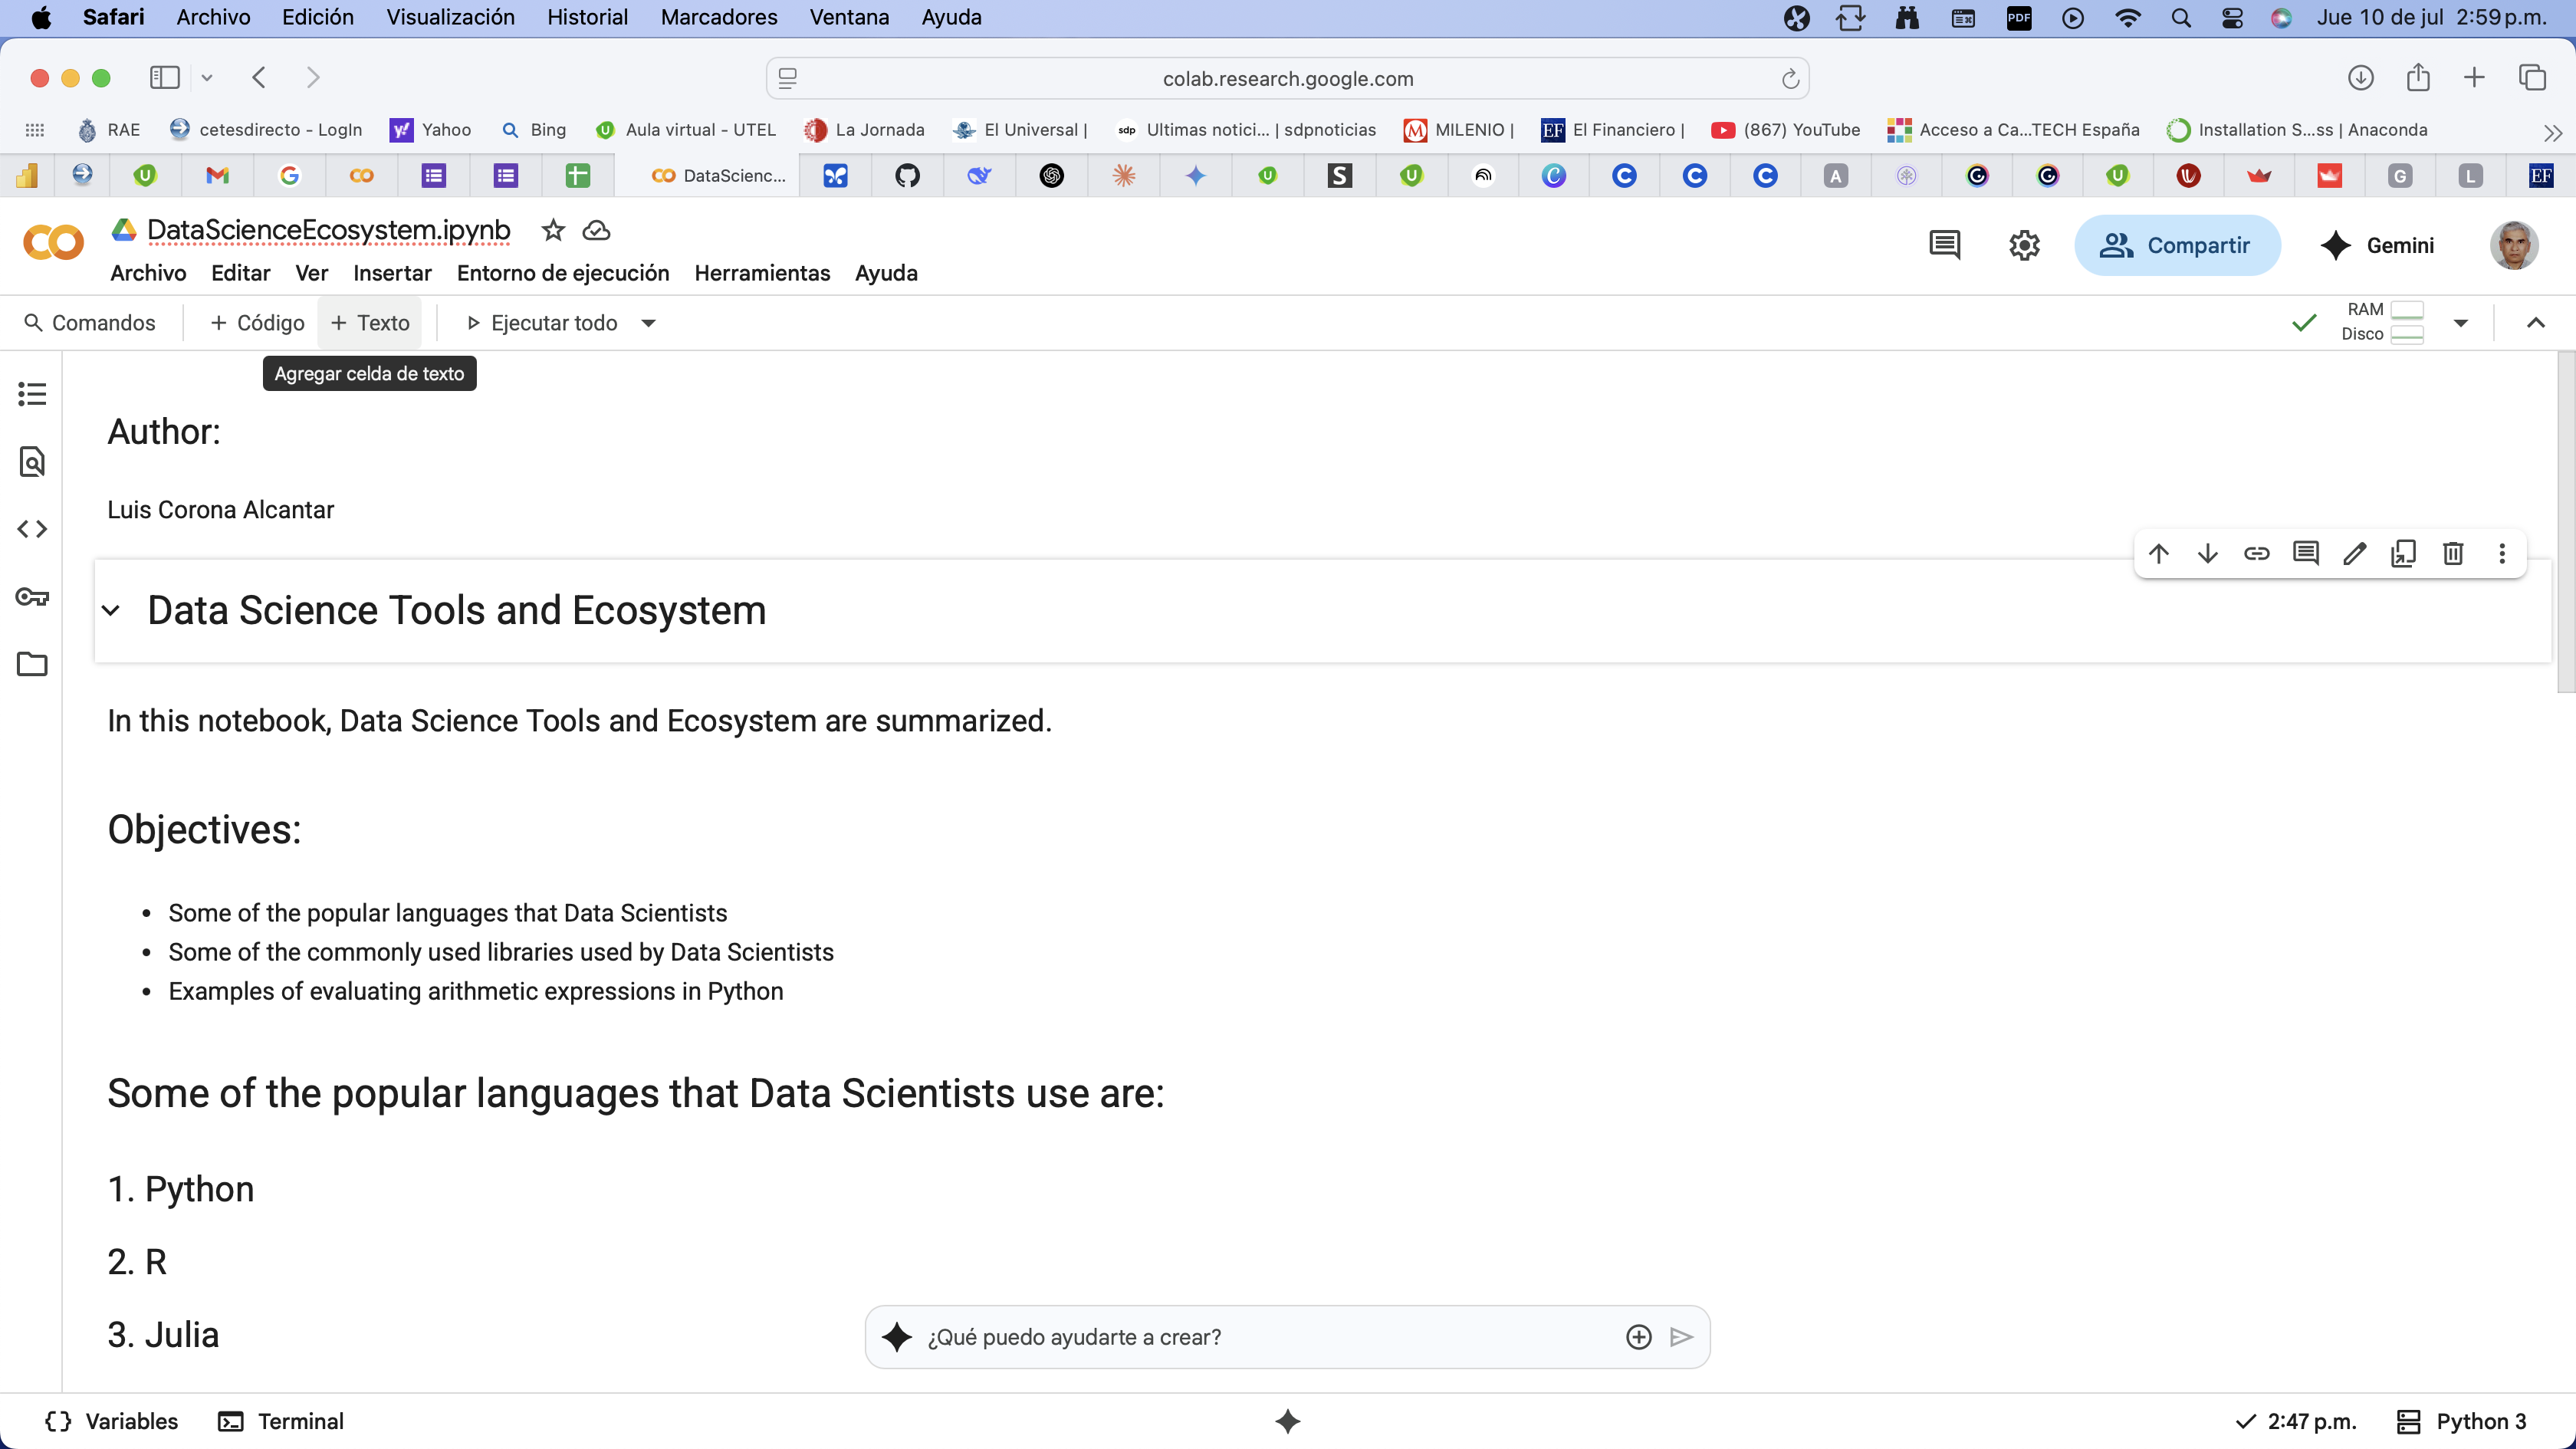 Safari Archivo Edición Visualización Historial Marcadores Ventana Ayuda PDF Jue 10 de jul 2:59 p.m.
colab.research.google.com
RAE cetesdirecto - LogIn Yahoo Bing Aula virtual - UTEL La Jornada El Universal | sdp Ultimas notici... | sdpnoticias MILENIO | EF El Financiero | (867) YouTube Acceso a Ca...TECH España Installation S...ss | Anaconda
DataScienc... S A G L EF
DataScienceEcosystem.ipynb
Archivo Editar Ver Insertar Entorno de ejecución Herramientas Ayuda
Compartir Gemini
Comandos + Código + Texto Ejecutar todo
RAM
Disco
Agregar celda de texto
Author:
Luis Corona Alcantar
Data Science Tools and Ecosystem
In this notebook, Data Science Tools and Ecosystem are summarized.
Objectives:
• Some of the popular languages that Data Scientists
• Some of the commonly used libraries used by Data Scientists
• Examples of evaluating arithmetic expressions in Python
Some of the popular languages that Data Scientists use are:
1. Python
2. R
3. Julia
¿Qué puedo ayudarte a crear?
Variables Terminal 2:47 p.m. Python 3